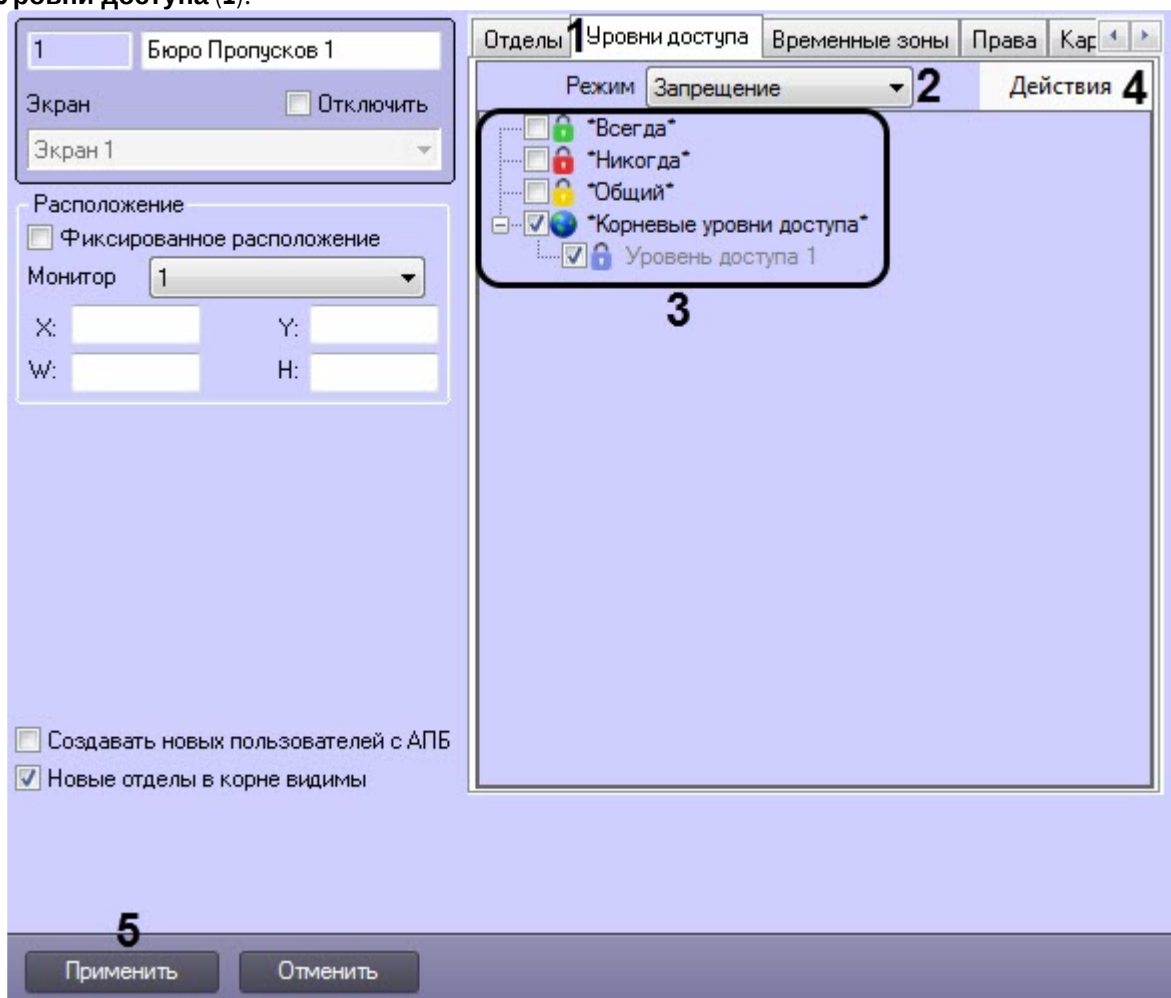 Уровни доступа (1).
1
Бюро Пропусков 1
Экран
Отключить
Экран 1
Расположение
Фиксированное расположение
Монитор
1
X:
Y:
W:
H:
Создавать новых пользователей с АПБ
Новые отделы в корне видимы
Отделы
1
Уровни доступа
Временные зоны
Права
Кар
Режим
Запрещение
2
Действия
4
*Всегда*
*Никогда*
*Общий*
*Корневые уровни доступа*
Уровень доступа 1
3
5
Применить
Отменить